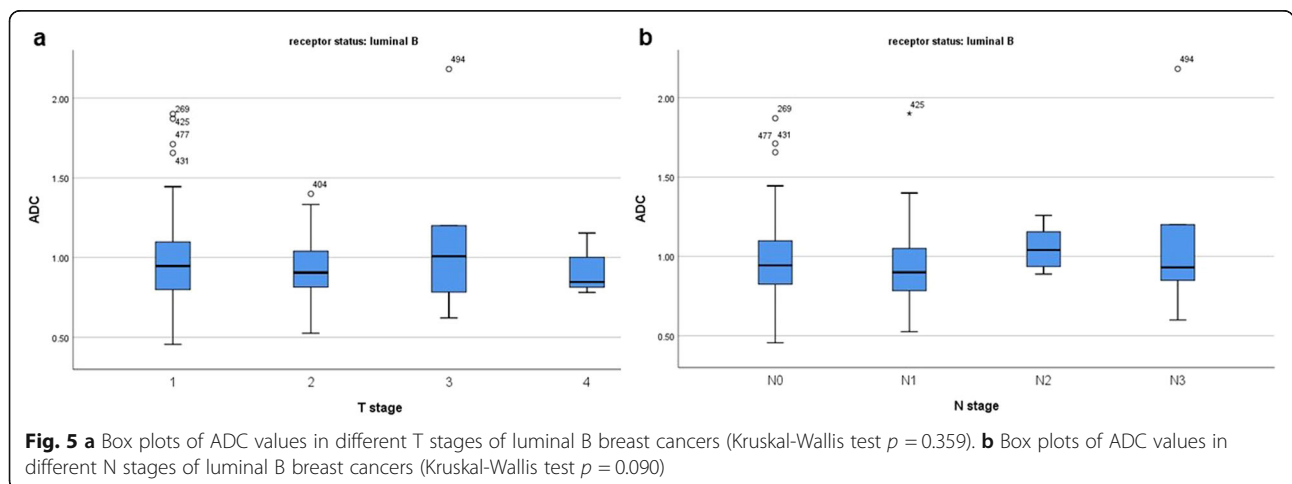 a
receptor status: luminal B
494
2.00
269
425
477
431
404
1.50
ADC
1.00
0.50
1
2
3
4
T stage
b
receptor status: luminal B
494
2.00
269
425
477 431
1.50
ADC
1.00
0.50
N0
N1
N2
N3
N stage
Fig. 5 a Box plots of ADC values in different T stages of luminal B breast cancers (Kruskal-Wallis test p = 0.359). b Box plots of ADC values in
different N stages of luminal B breast cancers (Kruskal-Wallis test p = 0.090)